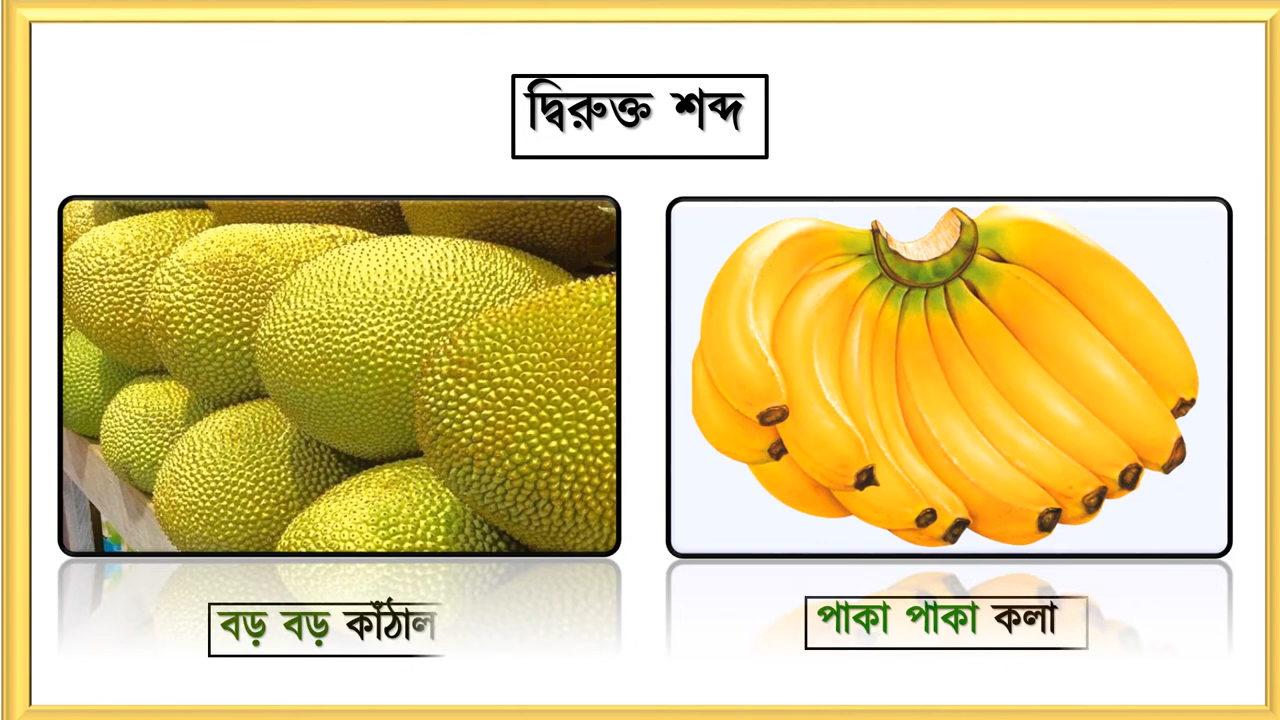 দ্বিরুক্ত শব্দ
বড় বড় কাঁঠাল
পাকা পাকা কলা